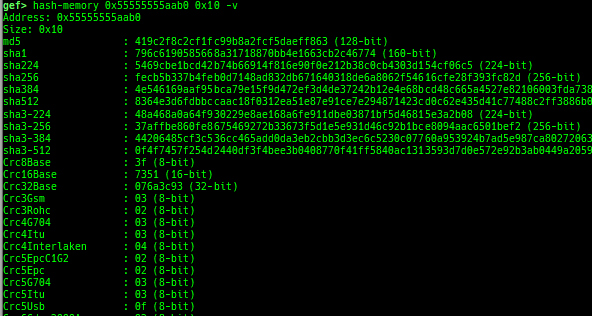 gef> hash-memory 0x55555555aab0 0x10 -v
Address: 0x55555555aab0
Size: 0x10
md5 : 419c2f8c2cf1fc99b8a2fcf5daeff863 (128-bit)
sha1 : 796c6190585668a31718870bb4e1663cb2c46774 (160-bit)
sha224 : 5469cbe1bcd42b74b66914f816e90f0e212b38c0cb4303d154cf06c5 (224-bit)
sha256 : fecb5b337b4feb0d7148ad832db671640318de6a8062f54616cfe28f393fc82d (256-bit)
sha384 : 4e546169aaf95bca79e15f9d472ef3d4de37242b12e4e68bcd48c665a4527e82106003fda738
sha512 : 8364e3d6fdbbccaac18f0312ea51e87e91ce7e294871423cd0c62e435d41c77488c2ff3886b0
sha3-224 : 48a468a0a64f930229e8ae168a6fe911dbe03871bf5d46815e3a2b08 (224-bit)
sha3-256 : 37affbe860fe8675469272b33673f5d1e5e931d46c92b1bce8094aac6501bef2 (256-bit)
sha3-384 : 44206485cf3c536cc465add0da3eb2cbb3d3ec6c5230c07760a953924b7ad5e987ca80272063
sha3-512 : 0f4f7457f254d2440df3f4bee3b0408770f41ff5840ac1313593d7d0e572e92b3ab0449a2059
Crc8Base : 3f (8-bit)
Crc16Base : 7351 (16-bit)
Crc32Base : 076a3c93 (32-bit)
Crc3Gsm : 03 (8-bit)
Crc3Rohc : 02 (8-bit)
Crc4G704 : 03 (8-bit)
Crc4Itu : 03 (8-bit)
Crc4Interlaken : 04 (8-bit)
Crc5EpcC1G2 : 02 (8-bit)
Crc5Epc : 02 (8-bit)
Crc5G704 : 03 (8-bit)
Crc5Itu : 03 (8-bit)
Crc5Usb : 0f (8-bit)